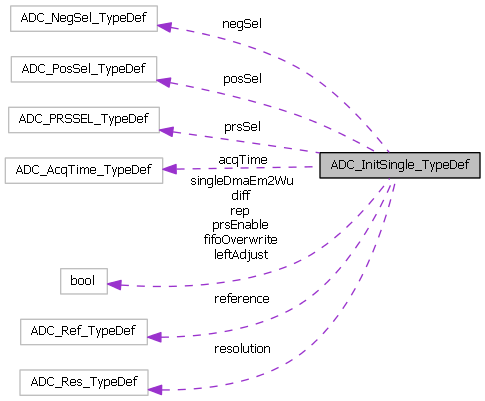 ADC_NegSel_TypeDef
negSel
ADC_PosSel_TypeDef
posSel
ADC_PRSSEL_TypeDef
prsSel
ADC_AcqTime_TypeDef
acqTime
ADC_InitSingle_TypeDef
singleDmaEm2Wu
diff
rep
prsEnable
fifoOverwrite
leftAdjust
bool
reference
ADC_Ref_TypeDef
resolution
ADC_Res_TypeDef